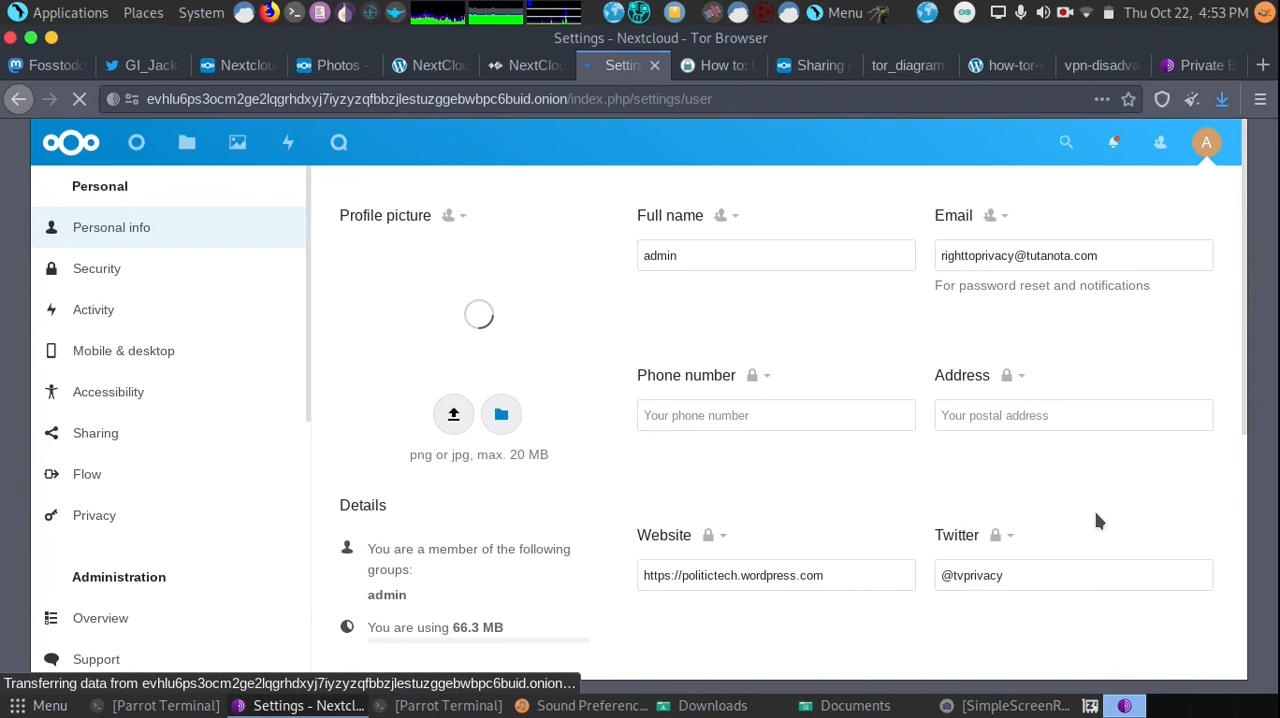 Applications Places System Menu Thu Oct 22, 4:53 PM
Settings - Nextcloud - Tor Browser
Fosstodo GI_Jack Nextclou Photos - NextClou NextClou Settin How to: U Sharing i tor_diagram how-tor-w vpn-disadva Private B
evhlu6ps3ocm2ge2lqgrhdxyj7iyzyzqfbbzjlestuzggebwbpc6buid.onion/index.php/settings/user
A
Personal
Personal info
Security
Activity
Mobile & desktop
Accessibility
Sharing
Flow
Privacy
Administration
Overview
Support
Profile picture
png or jpg, max. 20 MB
Details
You are a member of the following
groups:
admin
You are using 66.3 MB
Full name
admin
Email
righttoprivacy@tutanota.com
For password reset and notifications
Phone number
Your phone number
Address
Your postal address
Website
https://politictech.wordpress.com
Twitter
@tvprivacy
Transferring data from evhlu6ps3ocm2ge2lqgrhdxyj7iyzyzqfbbzjlestuzggebwbpc6buid.onion…
Menu [Parrot Terminal] Settings - Nextcl... [Parrot Terminal] Sound Preferenc... Downloads Documents [SimpleScreenR...